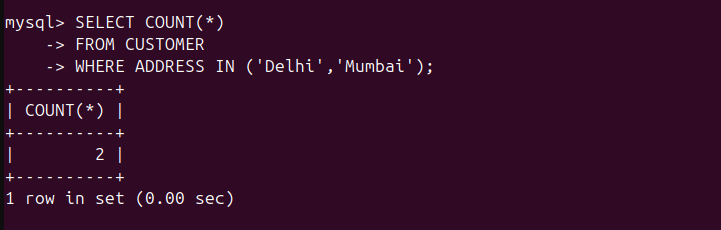 mysql> SELECT COUNT(*)
    -> FROM CUSTOMER
    -> WHERE ADDRESS IN ('Delhi','Mumbai');
+----------+
| COUNT(*) |
+----------+
|        2 |
+----------+
1 row in set (0.00 sec)